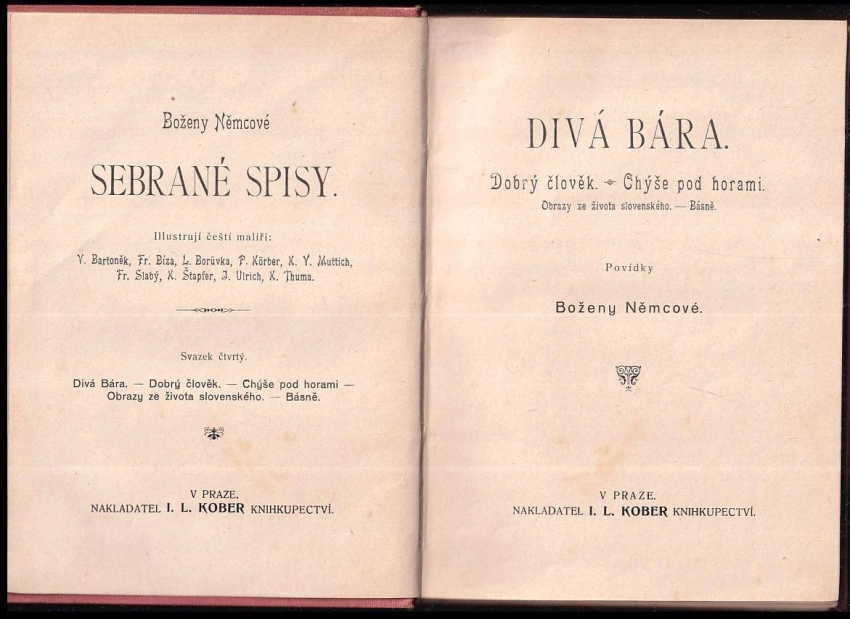 Boženy Němcové
SEBRANÉ SPISY.
Illustrují čeští malíři:
V. Bartoněk, Fr. Bíza, L. Borůvka, P. Körber, K. V. Muttich,
Fr. Slabý, K. Štapfer, J. Ulrich, K. Thuma.
Svazek čtvrtý.
Divá Bára. — Dobrý člověk. — Chýše pod horami —
Obrazy ze života slovenského. — Básně.
V PRAZE.
NAKLADATEL I. L. KOBER KNIHKUPECTVÍ.
DIVÁ BÁRA.
Dobrý člověk. Chýše pod horami.
Obrazy ze života slovenského. — Básně.
Povídky
Boženy Němcové.
V PRAZE.
NAKLADATEL I. L. KOBER KNIHKUPECTVÍ.